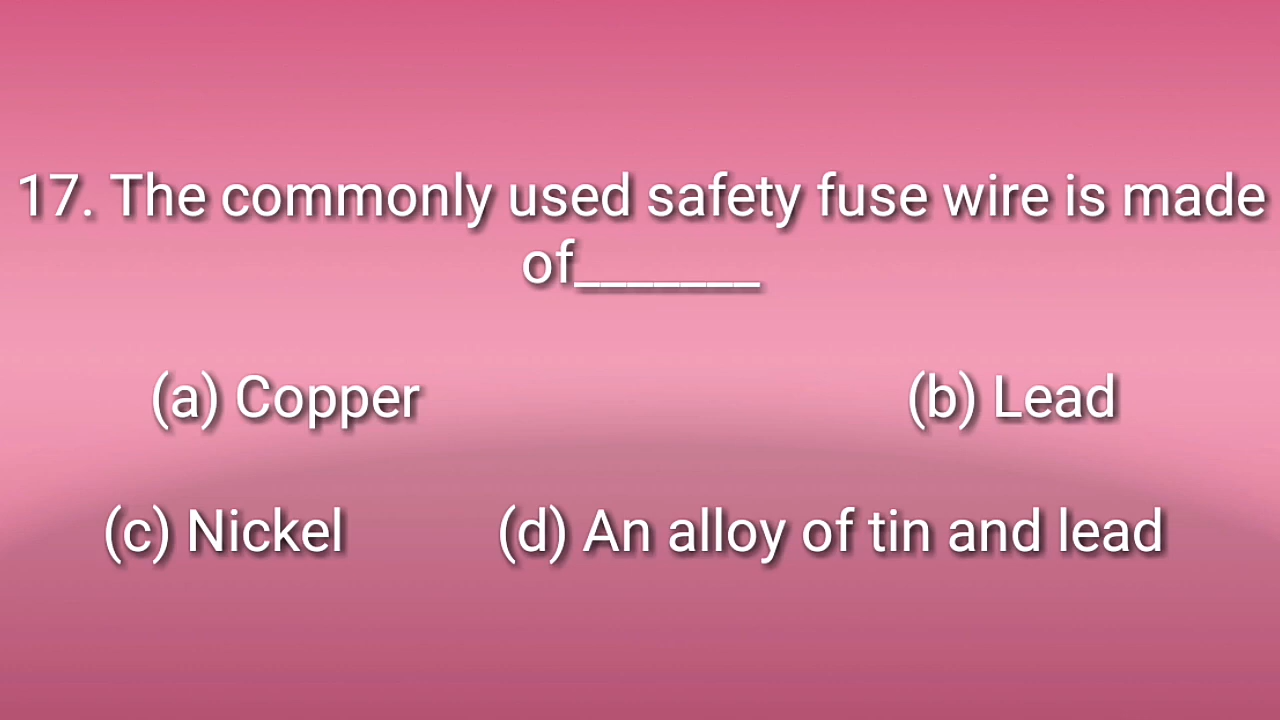 17. The commonly used safety fuse wire is made
of_______
(a) Copper (b) Lead
(c) Nickel (d) An alloy of tin and lead